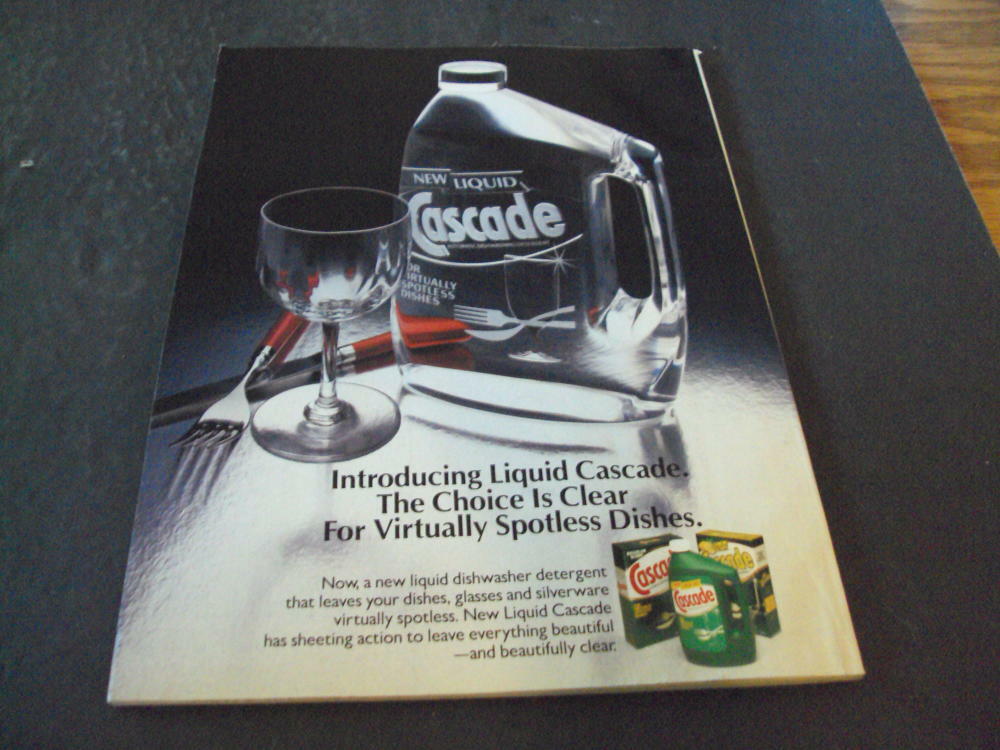 NEW LIQUID
Cascade
VIRTUALLY
SPOTLESS
DISHES
Introducing Liquid Cascade.
The Choice Is Clear
For Virtually Spotless Dishes.
Now, a new liquid dishwasher detergent
that leaves your dishes, glasses and silverware
virtually spotless. New Liquid Cascade
has sheeting action to leave everything beautiful
—and beautifully clear.
Cascade